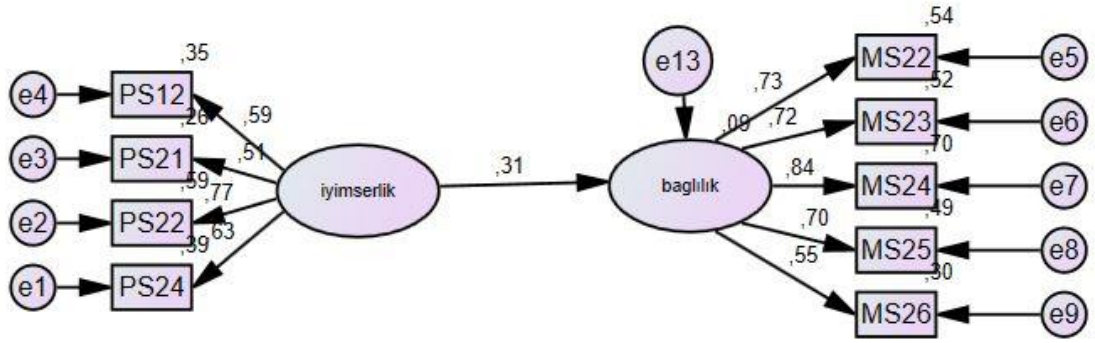 ,54
,35
e13
MS22
e5
e4
PS12
,73
,52
,59
,26
,09
,72
MS23
e6
e3
PS21
,51
,70
,59
,77
iyimserlik
,31
baglılık
,84
MS24
e7
e2
PS22
,49
,39
,63
,70
MS25
e8
,55
,30
e1
PS24
MS26
e9